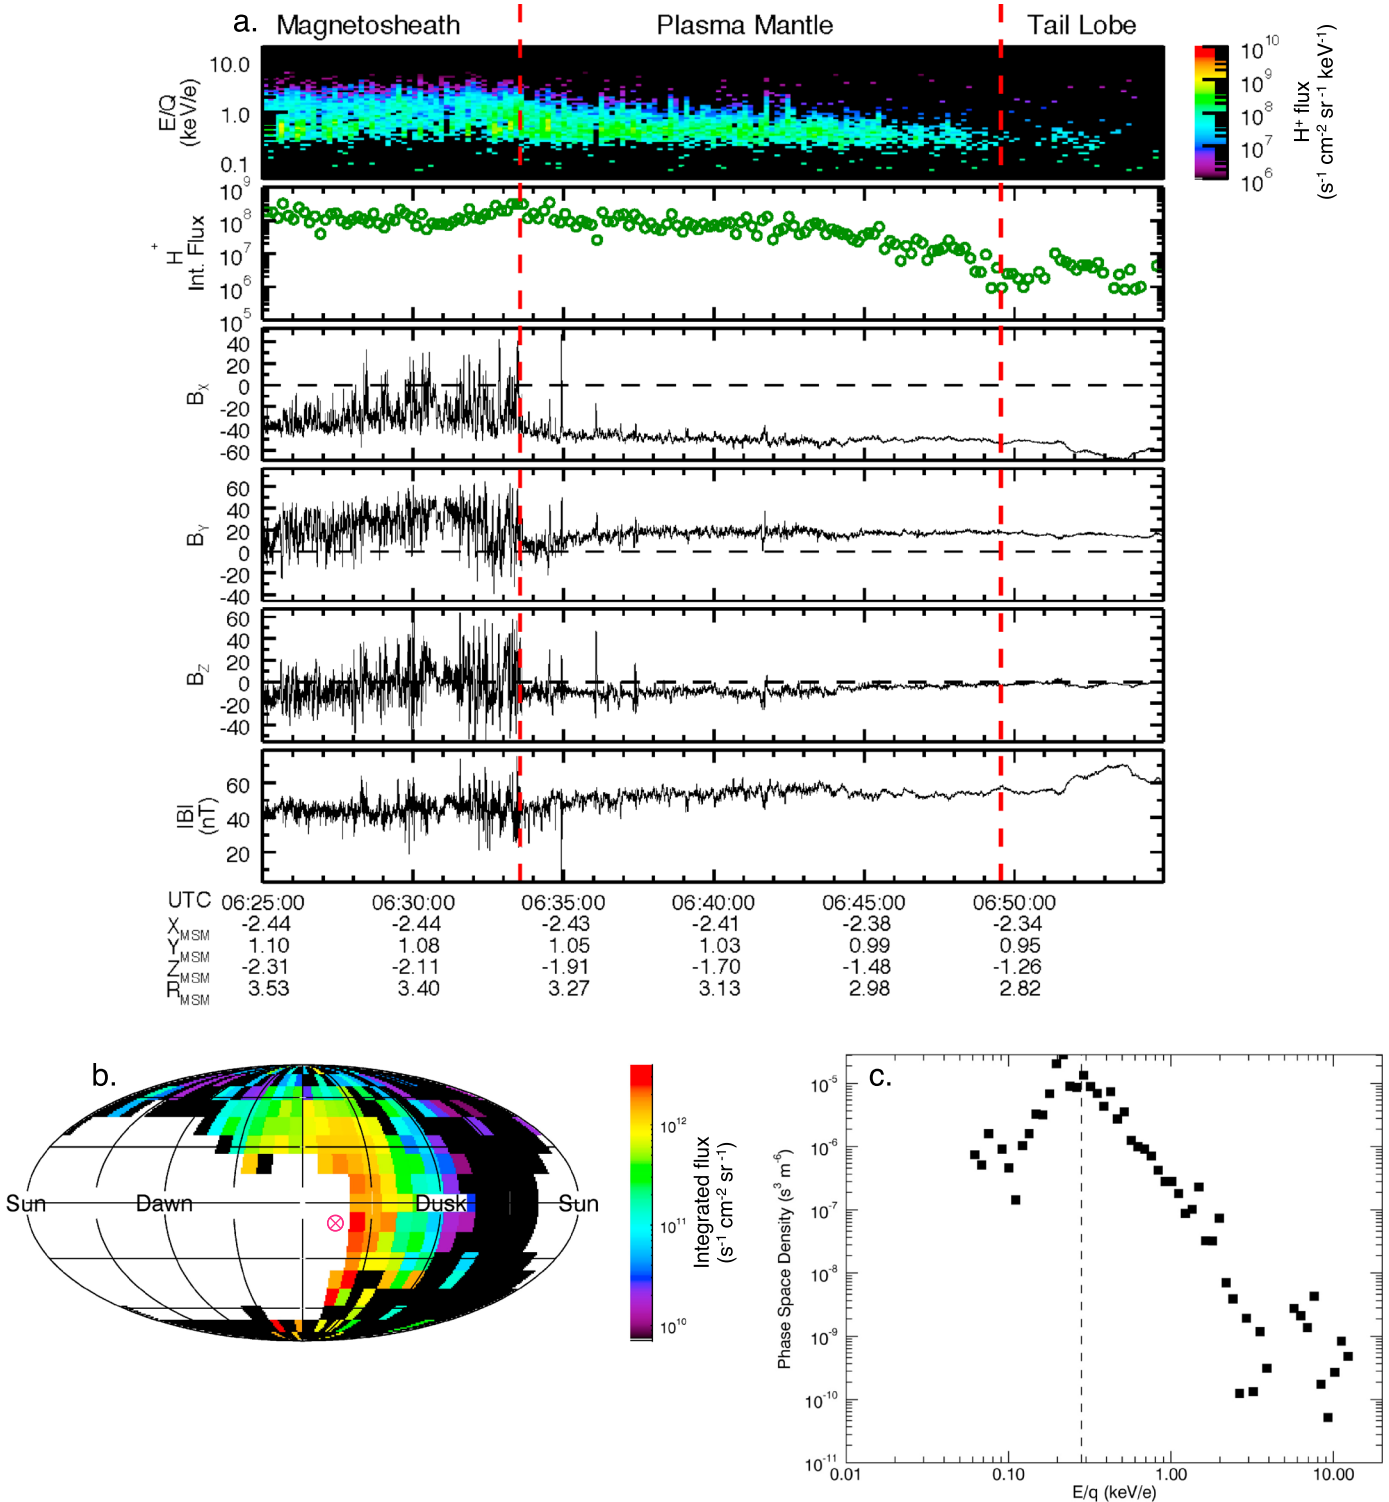 a.
Magnetosheath Plasma Mantle Tail Lobe
10.0
1.0
0.1
E/Q
(keV/e)
10^10
10^9
10^8
10^7
10^6
H+ flux
(s-1 cm-2 sr-1 keV-1)
10^9
10^8
10^7
10^6
10^5
H+
Int. Flux
40
20
0
-20
-40
-60
BX
60
40
20
0
-20
-40
BY
60
40
20
0
-20
-40
BZ
60
40
20
|B|
(nT)
UTC 06:25:00 06:30:00 06:35:00 06:40:00 06:45:00 06:50:00
XMSM -2.44 -2.44 -2.43 -2.41 -2.38 -2.34
YMSM 1.10 1.08 1.05 1.03 0.99 0.95
ZMSM -2.31 -2.11 -1.91 -1.70 -1.48 -1.26
RMSM 3.53 3.40 3.27 3.13 2.98 2.82
b.
Sun Dawn Dusk Sun
10^12
10^11
10^10
Integrated flux
(s-1 cm-2 sr-1)
c.
10^-5
10^-6
10^-7
10^-8
10^-9
10^-10
10^-11
Phase Space Density (s3 m-6)
0.01 0.10 1.00 10.00
E/q (keV/e)